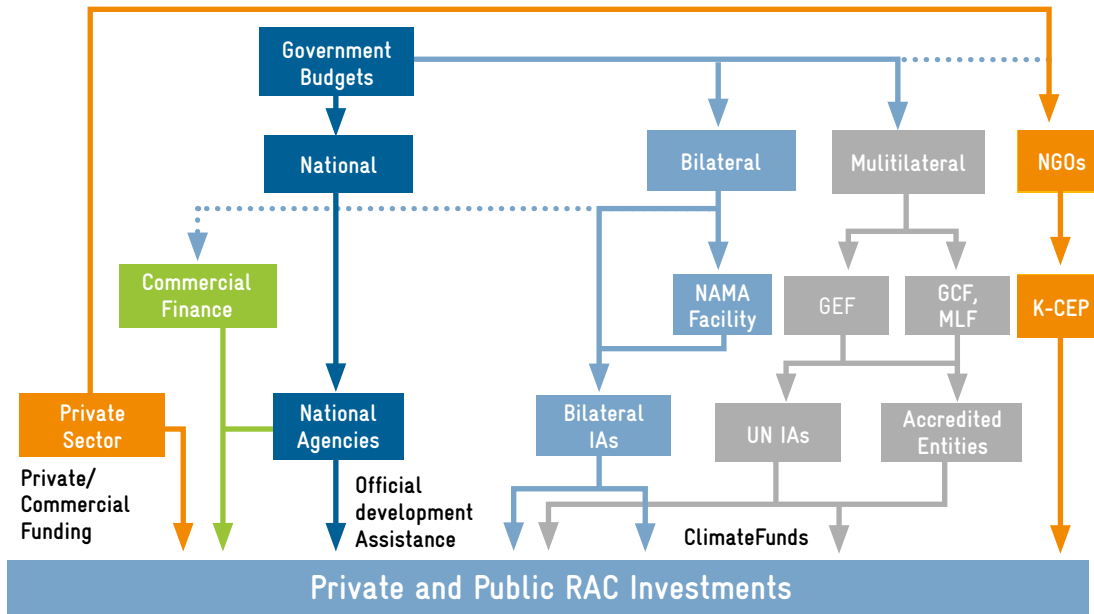 Government
Budgets
National
Bilateral
Mulitilateral
NGOs
Commercial
Finance
NAMA
Facility
GEF
GCF,
MLF
K-CEP
Private
Sector
National
Agencies
Bilateral
IAs
UN IAs
Accredited
Entities
Private/
Commercial
Funding
Official
development
Assistance
ClimateFunds
Private and Public RAC Investments